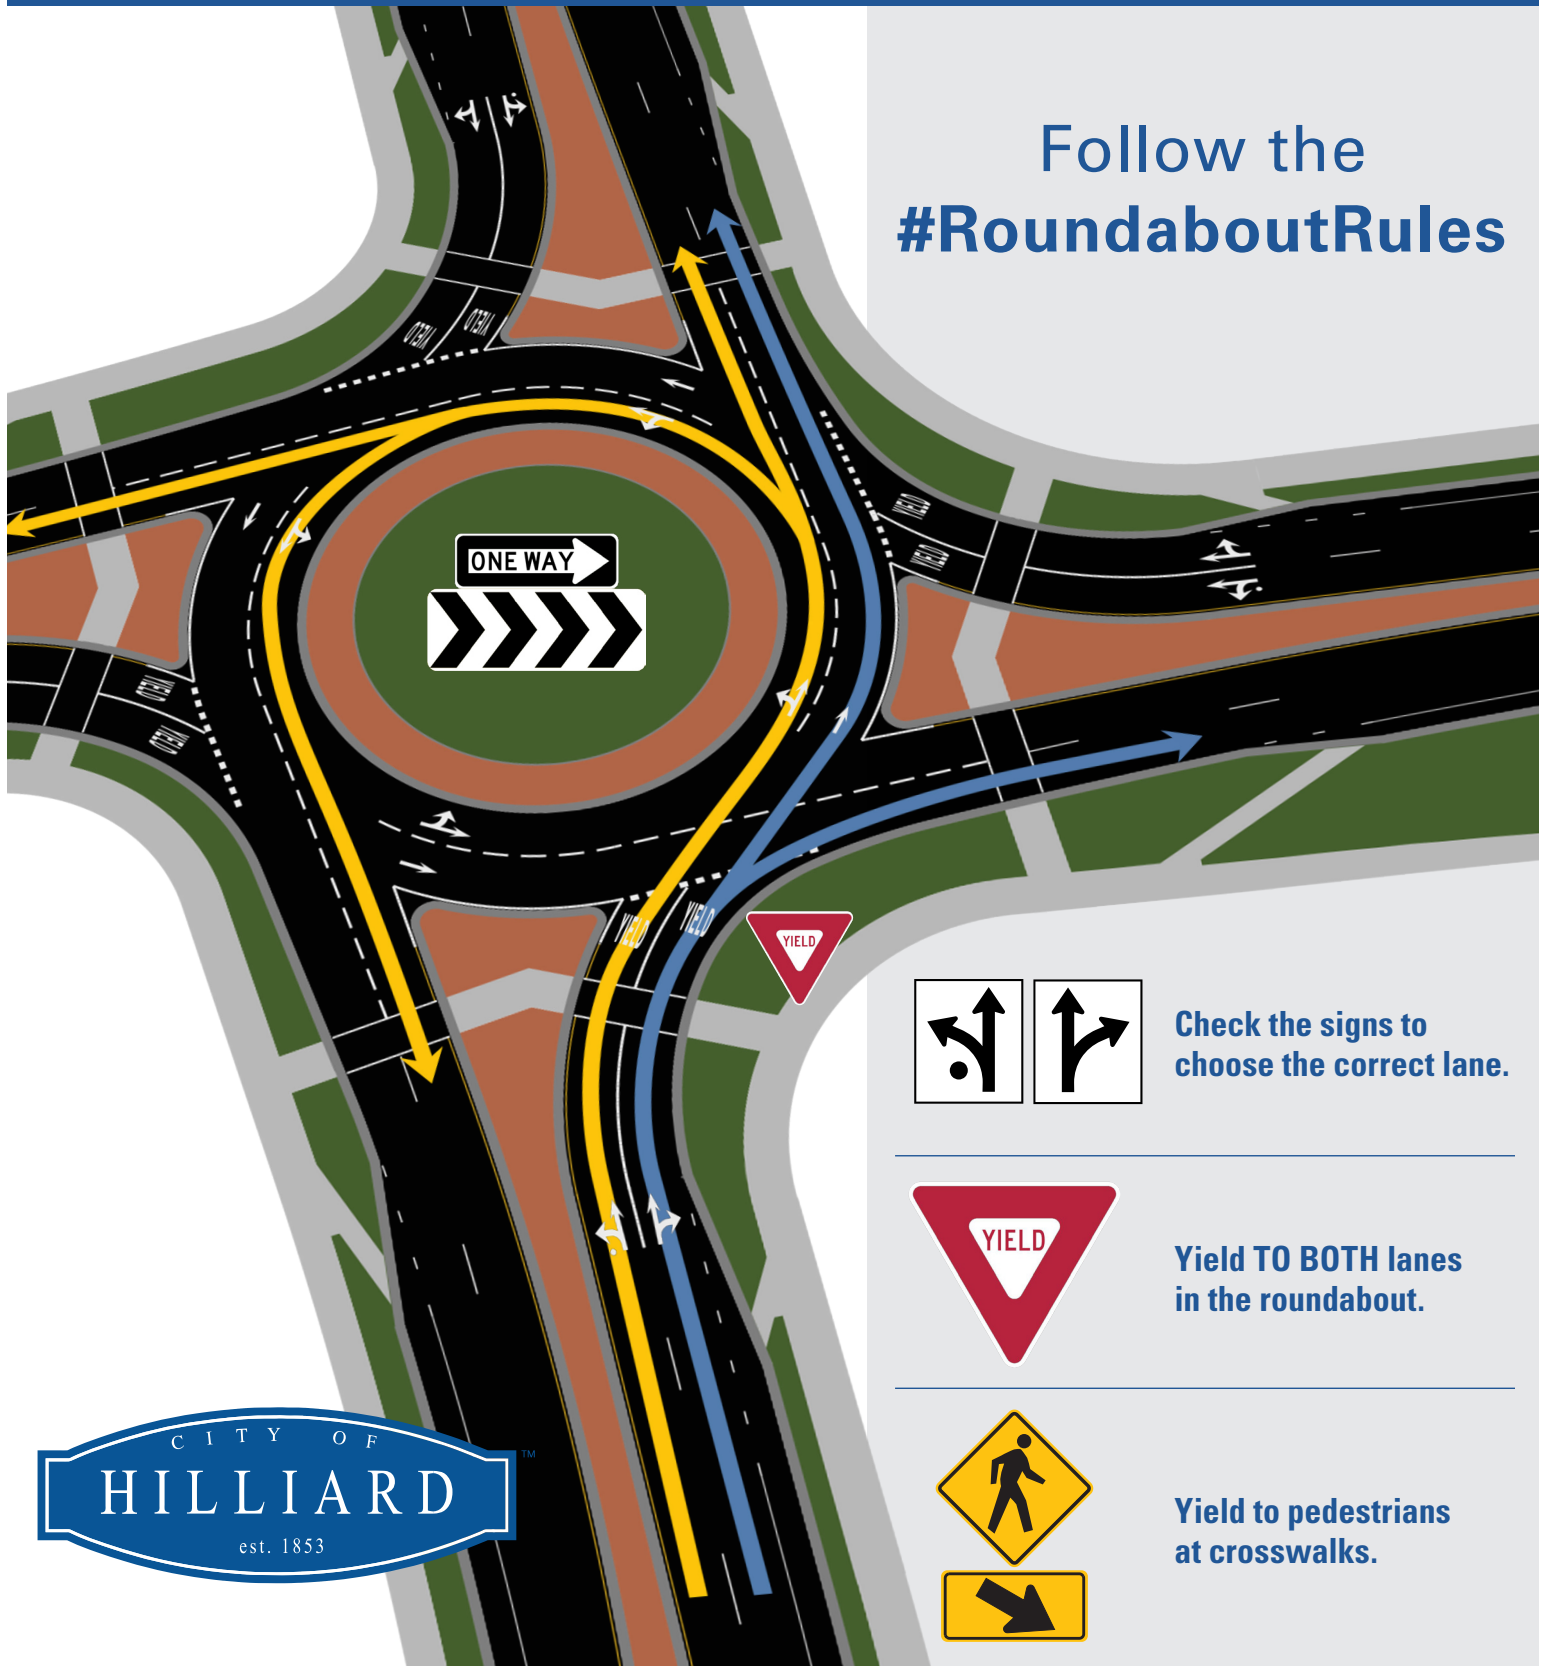 Follow the
#RoundaboutRules
YIELD
YIELD
YIELD
YIELD
ONE WAY
YIELD
YIELD
YIELD
YIELD
YIELD
Check the signs to
choose the correct lane.
YIELD
Yield TO BOTH lanes
in the roundabout.
Yield to pedestrians
at crosswalks.
CITY OF
HILLIARD
TM
est. 1853